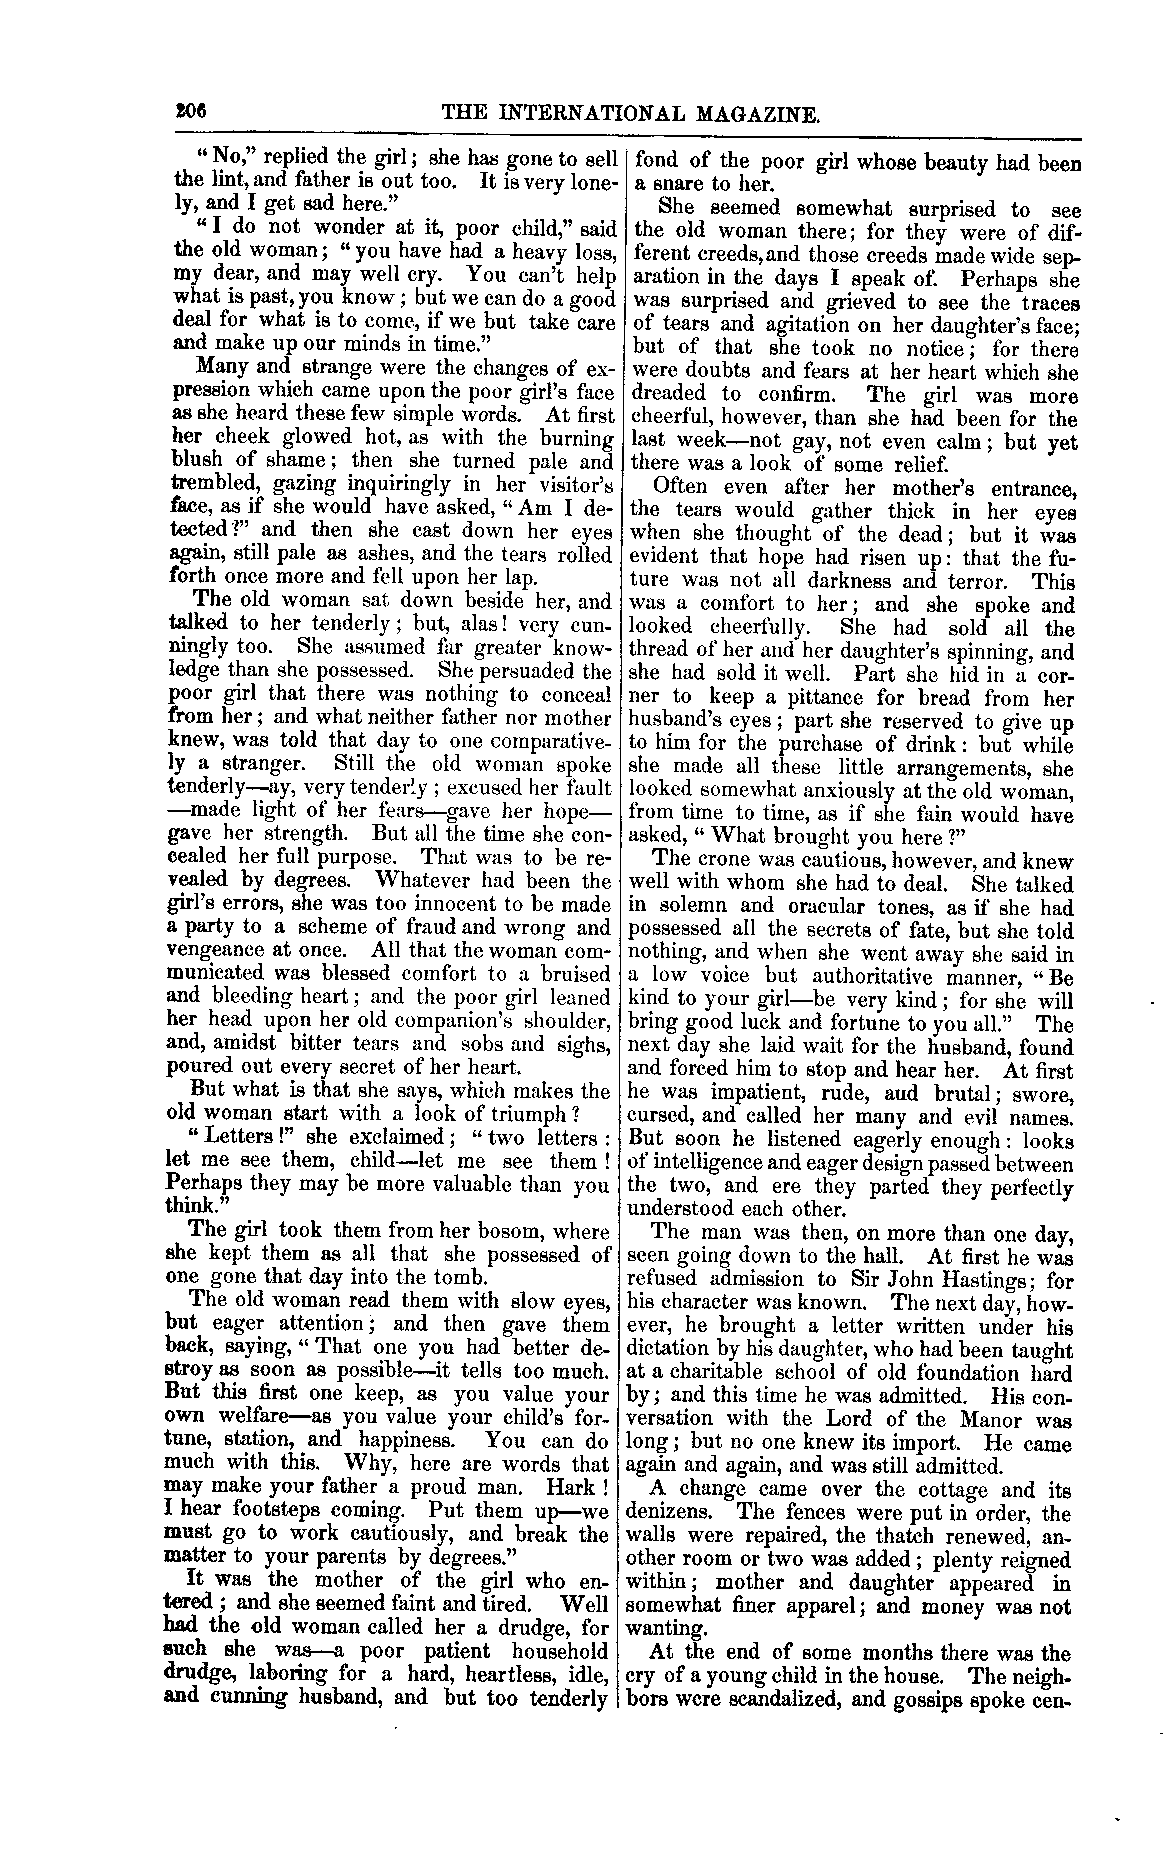 206 THE INTERNATIONAL MAGAZINE.
"No," replied the girl; she has gone to sell
the lint, and father is out too. It is very lone-
ly, and I get sad here."
"I do not wonder at it, poor child," said
the old woman; "you have had a heavy loss,
my dear, and may well cry. You can't help
what is past, you know; but we can do a good
deal for what is to come, if we but take care
and make up our minds in time."
Many and strange were the changes of ex-
pression which came upon the poor girl's face
as she heard these few simple words. At first
her cheek glowed hot, as with the burning
blush of shame; then she turned pale and
trembled, gazing inquiringly in her visitor's
face, as if she would have asked, "Am I de-
tected?" and then she cast down her eyes
again, still pale as ashes, and the tears rolled
forth once more and fell upon her lap.
The old woman sat down beside her, and
talked to her tenderly; but, alas! very cun-
ningly too. She assumed far greater know-
ledge than she possessed. She persuaded the
poor girl that there was nothing to conceal
from her; and what neither father nor mother
knew, was told that day to one comparative-
ly a stranger. Still the old woman spoke
tenderly—ay, very tenderly; excused her fault
—made light of her fears—gave her hope—
gave her strength. But all the time she con-
cealed her full purpose. That was to be re-
vealed by degrees. Whatever had been the
girl's errors, she was too innocent to be made
a party to a scheme of fraud and wrong and
vengeance at once. All that the woman com-
municated was blessed comfort to a bruised
and bleeding heart; and the poor girl leaned
her head upon her old companion's shoulder,
and, amidst bitter tears and sobs and sighs,
poured out every secret of her heart.
But what is that she says, which makes the
old woman start with a look of triumph?
"Letters!" she exclaimed; "two letters:
let me see them, child—let me see them!
Perhaps they may be more valuable than you
think."
The girl took them from her bosom, where
she kept them as all that she possessed of
one gone that day into the tomb.
The old woman read them with slow eyes,
but eager attention; and then gave them
back, saying, "That one you had better de-
stroy as soon as possible—it tells too much.
But this first one keep, as you value your
own welfare—as you value your child's for-
tune, station, and happiness. You can do
much with this. Why, here are words that
may make your father a proud man. Hark!
I hear footsteps coming. Put them up—we
must go to work cautiously, and break the
matter to your parents by degrees."
It was the mother of the girl who en-
tered; and she seemed faint and tired. Well
had the old woman called her a drudge, for
such she was—a poor patient household
drudge, laboring for a hard, heartless, idle,
and cunning husband, and but too tenderly
fond of the poor girl whose beauty had been
a snare to her.
She seemed somewhat surprised to see
the old woman there; for they were of dif-
ferent creeds, and those creeds made wide sep-
aration in the days I speak of. Perhaps she
was surprised and grieved to see the traces
of tears and agitation on her daughter's face;
but of that she took no notice; for there
were doubts and fears at her heart which she
dreaded to confirm. The girl was more
cheerful, however, than she had been for the
last week—not gay, not even calm; but yet
there was a look of some relief.
Often even after her mother's entrance,
the tears would gather thick in her eyes
when she thought of the dead; but it was
evident that hope had risen up: that the fu-
ture was not all darkness and terror. This
was a comfort to her; and she spoke and
looked cheerfully. She had sold all the
thread of her and her daughter's spinning, and
she had sold it well. Part she hid in a cor-
ner to keep a pittance for bread from her
husband's eyes; part she reserved to give up
to him for the purchase of drink: but while
she made all these little arrangements, she
looked somewhat anxiously at the old woman,
from time to time, as if she fain would have
asked, "What brought you here?"
The crone was cautious, however, and knew
well with whom she had to deal. She talked
in solemn and oracular tones, as if she had
possessed all the secrets of fate, but she told
nothing, and when she went away she said in
a low voice but authoritative manner, "Be
kind to your girl—be very kind; for she will
bring good luck and fortune to you all." The
next day she laid wait for the husband, found
and forced him to stop and hear her. At first
he was impatient, rude, and brutal; swore,
cursed, and called her many and evil names.
But soon he listened eagerly enough: looks
of intelligence and eager design passed between
the two, and ere they parted they perfectly
understood each other.
The man was then, on more than one day,
seen going down to the hall. At first he was
refused admission to Sir John Hastings; for
his character was known. The next day, how-
ever, he brought a letter written under his
dictation by his daughter, who had been taught
at a charitable school of old foundation hard
by; and this time he was admitted. His con-
versation with the Lord of the Manor was
long; but no one knew its import. He came
again and again, and was still admitted.
A change came over the cottage and its
denizens. The fences were put in order, the
walls were repaired, the thatch renewed, an-
other room or two was added; plenty reigned
within; mother and daughter appeared in
somewhat finer apparel; and money was not
wanting.
At the end of some months there was the
cry of a young child in the house. The neigh-
bors were scandalized, and gossips spoke cen-